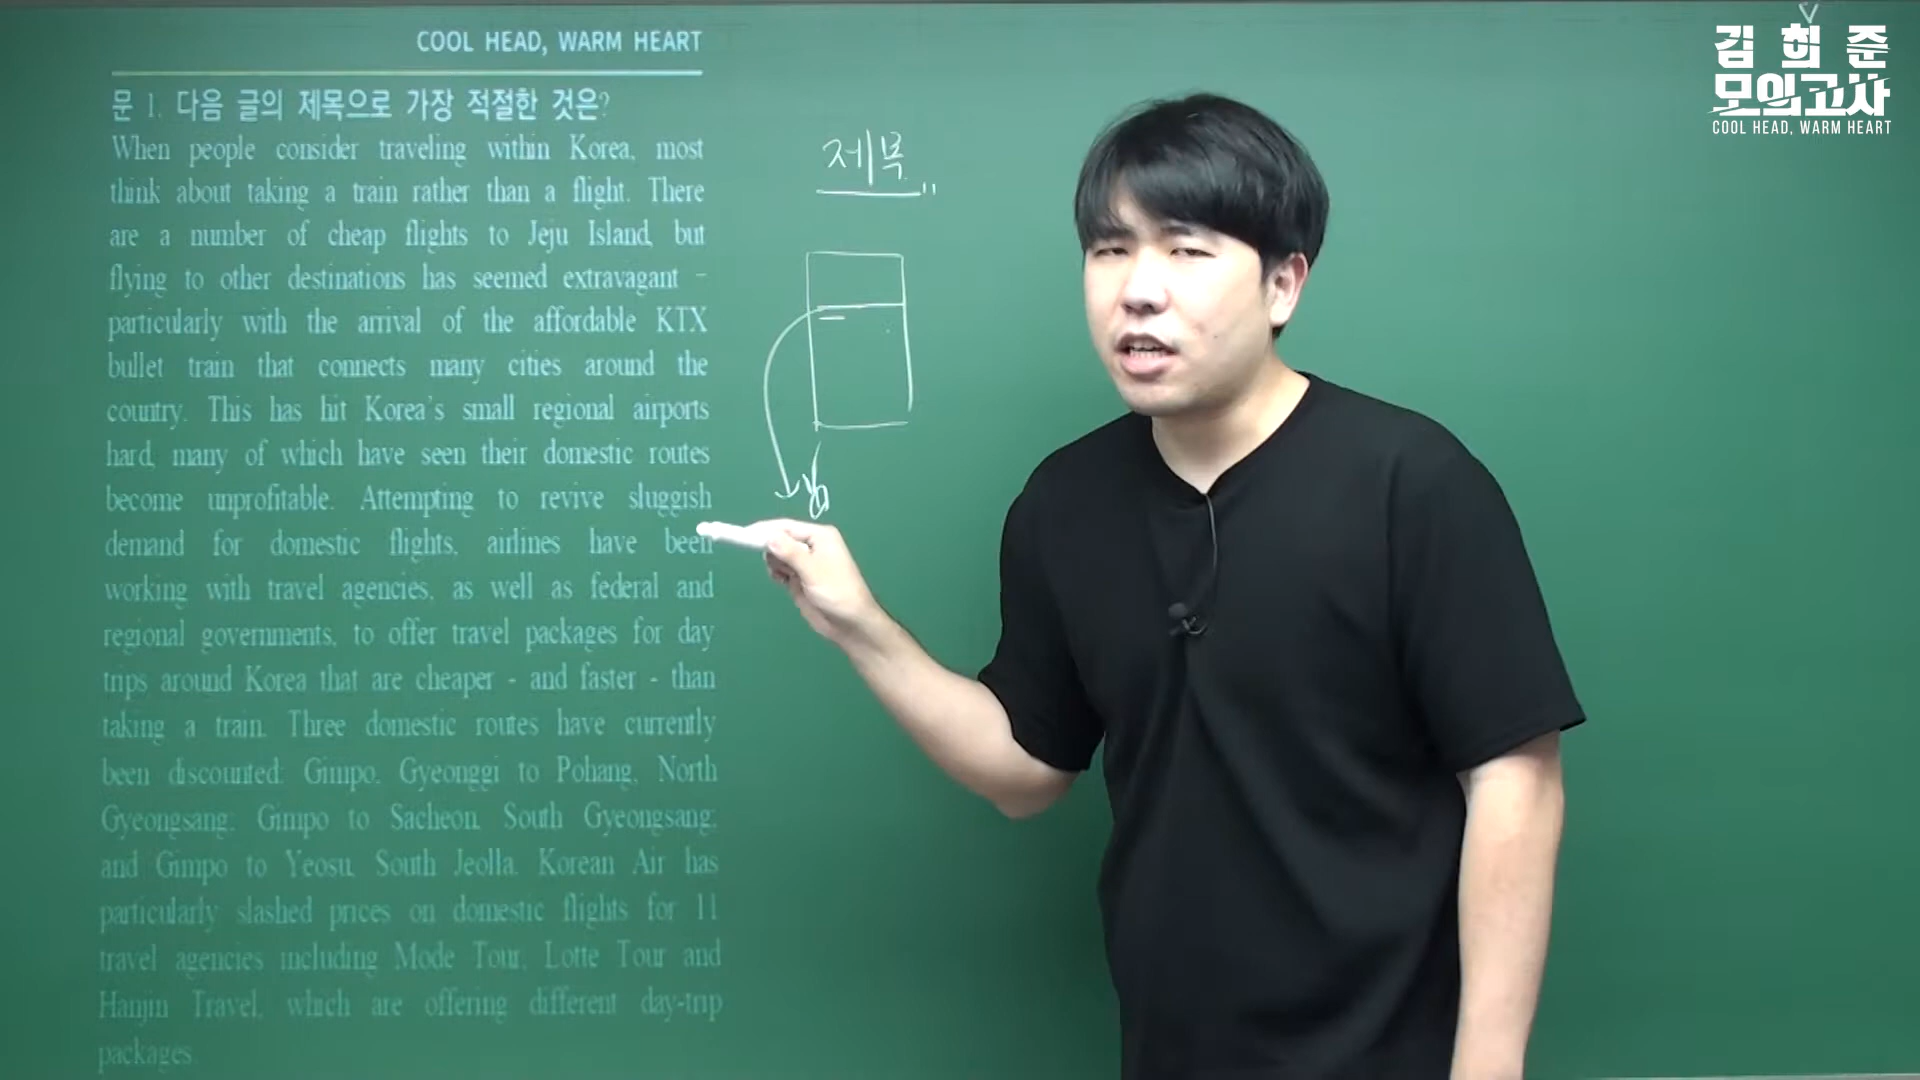 COOL HEAD, WARM HEART
문 1. 다음 글의 제목으로 가장 적절한 것은?
When people consider traveling within Korea, most
think about taking a train rather than a flight. There
are a number of cheap flights to Jeju Island, but
flying to other destinations has seemed extravagant –
particularly with the arrival of the affordable KTX
bullet train that connects many cities around the
country. This has hit Korea's small regional airports
hard, many of which have seen their domestic routes
become unprofitable. Attempting to revive sluggish
demand for domestic flights, airlines have been
working with travel agencies, as well as federal and
regional governments, to offer travel packages for day
trips around Korea that are cheaper - and faster - than
taking a train. Three domestic routes have currently
been discounted: Gimpo, Gyeonggi to Pohang, North
Gyeongsang; Gimpo to Sacheon, South Gyeongsang;
and Gimpo to Yeosu, South Jeolla. Korean Air has
particularly slashed prices on domestic flights for 11
travel agencies including Mode Tour, Lotte Tour and
Hanjin Travel, which are offering different day-trip
packages.
제목
김희준
모의고사
COOL HEAD, WARM HEART